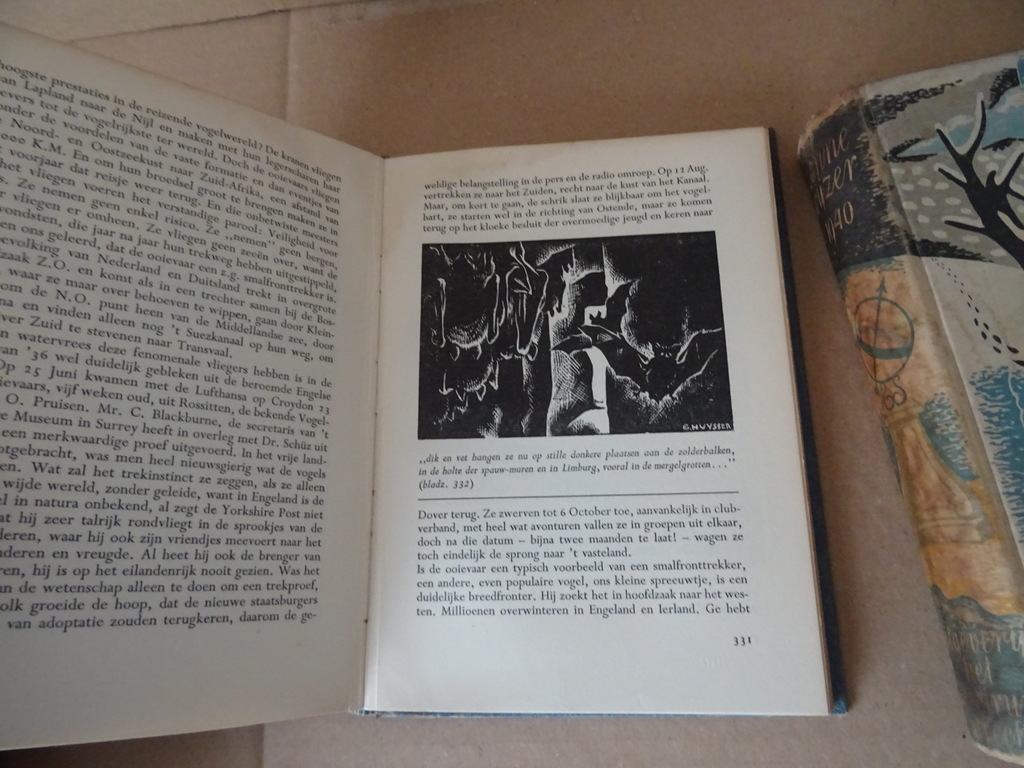 hoogste prestaties in de reizende vogelwereld? De kranen vliegen
van Lapland naar de Nijl en maken met hun legerscharen haar
tot de vogelrijkste ter wereld. Doch de ooievaars vliegen
zonder de voordelen van de vaste formatie en dan eventjes van
Noord- en Oostzeekust naar Zuid-Afrika, een afstand van
000 K.M. En om hun broedsel groot te brengen maken ze in
voorjaar dat reisje weer terug. En die onbetwiste meesters
het vliegen voeren het verstandige parool: Veiligheid voor
Ze nemen geen enkel risico. Ze „nemen” geen bergen,
vliegen er omheen. Ze vliegen geen zeeën over, want de
vondsten, die jaar na jaar hun trekweg hebben uitgestippeld,
en ons geleerd, dat de ooievaar een z.g. smalfronttrekker is.
bevolking van Nederland en Duitsland trekt in overgrote
zaak Z.O. en komt als in een trechter samen bij de Bos-
waar ze maar over behoeven te wippen, gaan door Klein-
om de N.O. punt heen van de Middellandse zee, door
na en vinden alleen nog 't Suezkanaal op hun weg, om
ver Zuid te stevenen naar Transvaal.
n watervrees deze fenomenale vliegers hebben is in de
van '36 wel duidelijk gebleken uit de beroemde Engelse
Op 25 Juni kwamen met de Lufthansa op Croydon 23
ievaars, vijf weken oud, uit Rossitten, de bekende Vogel-
O. Pruisen. Mr. C. Blackburne, de secretaris van 't
e Museum in Surrey heeft in overleg met Dr. Schüz uit
een merkwaardige proef uitgevoerd. In het vrije land-
otgebracht, was men heel nieuwsgierig wat de vogels
en. Wat zal het trekinstinct ze zeggen, als ze alleen
wijde wereld, zonder geleide, want in Engeland is de
el in natura onbekend, al zegt de Yorkshire Post niet
at hij zeer talrijk rondvliegt in de sprookjes van de
deren, waar hij ook zijn vriendjes meevoert naar het
nderen en vreugde. Al heet hij ook de brenger van
ren, hij is op het eilandenrijk nooit gezien. Was het
an de wetenschap alleen te doen om een trekproef,
olk groeide de hoop, dat de nieuwe staatsburgers
van adoptatie zouden terugkeren, daarom de ge-
weldige belangstelling in de pers en de radio omroep. Op 12 Aug.
vertrekken ze naar het Zuiden, recht naar de kust van het Kanaal.
Maar, om kort te gaan, de schrik slaat ze blijkbaar om het vogel-
hart, ze starten wel in de richting van Ostende, maar ze komen
terug op het kloeke besluit der overmoedige jeugd en keren naar
G. HUYSSER
„dik en vet hangen ze nu op stille donkere plaatsen aan de zolderbalken,
in de holte der spouw-muren en in Limburg, vooral in de mergelgrotten . . .”
(bladz. 332)
Dover terug. Ze zwerven tot 6 October toe, aanvankelijk in club-
verband, met heel wat avonturen vallen ze in groepen uit elkaar,
doch na die datum – bijna twee maanden te laat! – wagen ze
toch eindelijk de sprong naar 't vasteland.
Is de ooievaar een typisch voorbeeld van een smalfronttrekker,
een andere, even populaire vogel, ons kleine spreeuwtje, is een
duidelijke breedfronter. Hij zoekt het in hoofdzaak naar het wes-
ten. Millioenen overwinteren in Engeland en Ierland. Ge hebt
331
1940